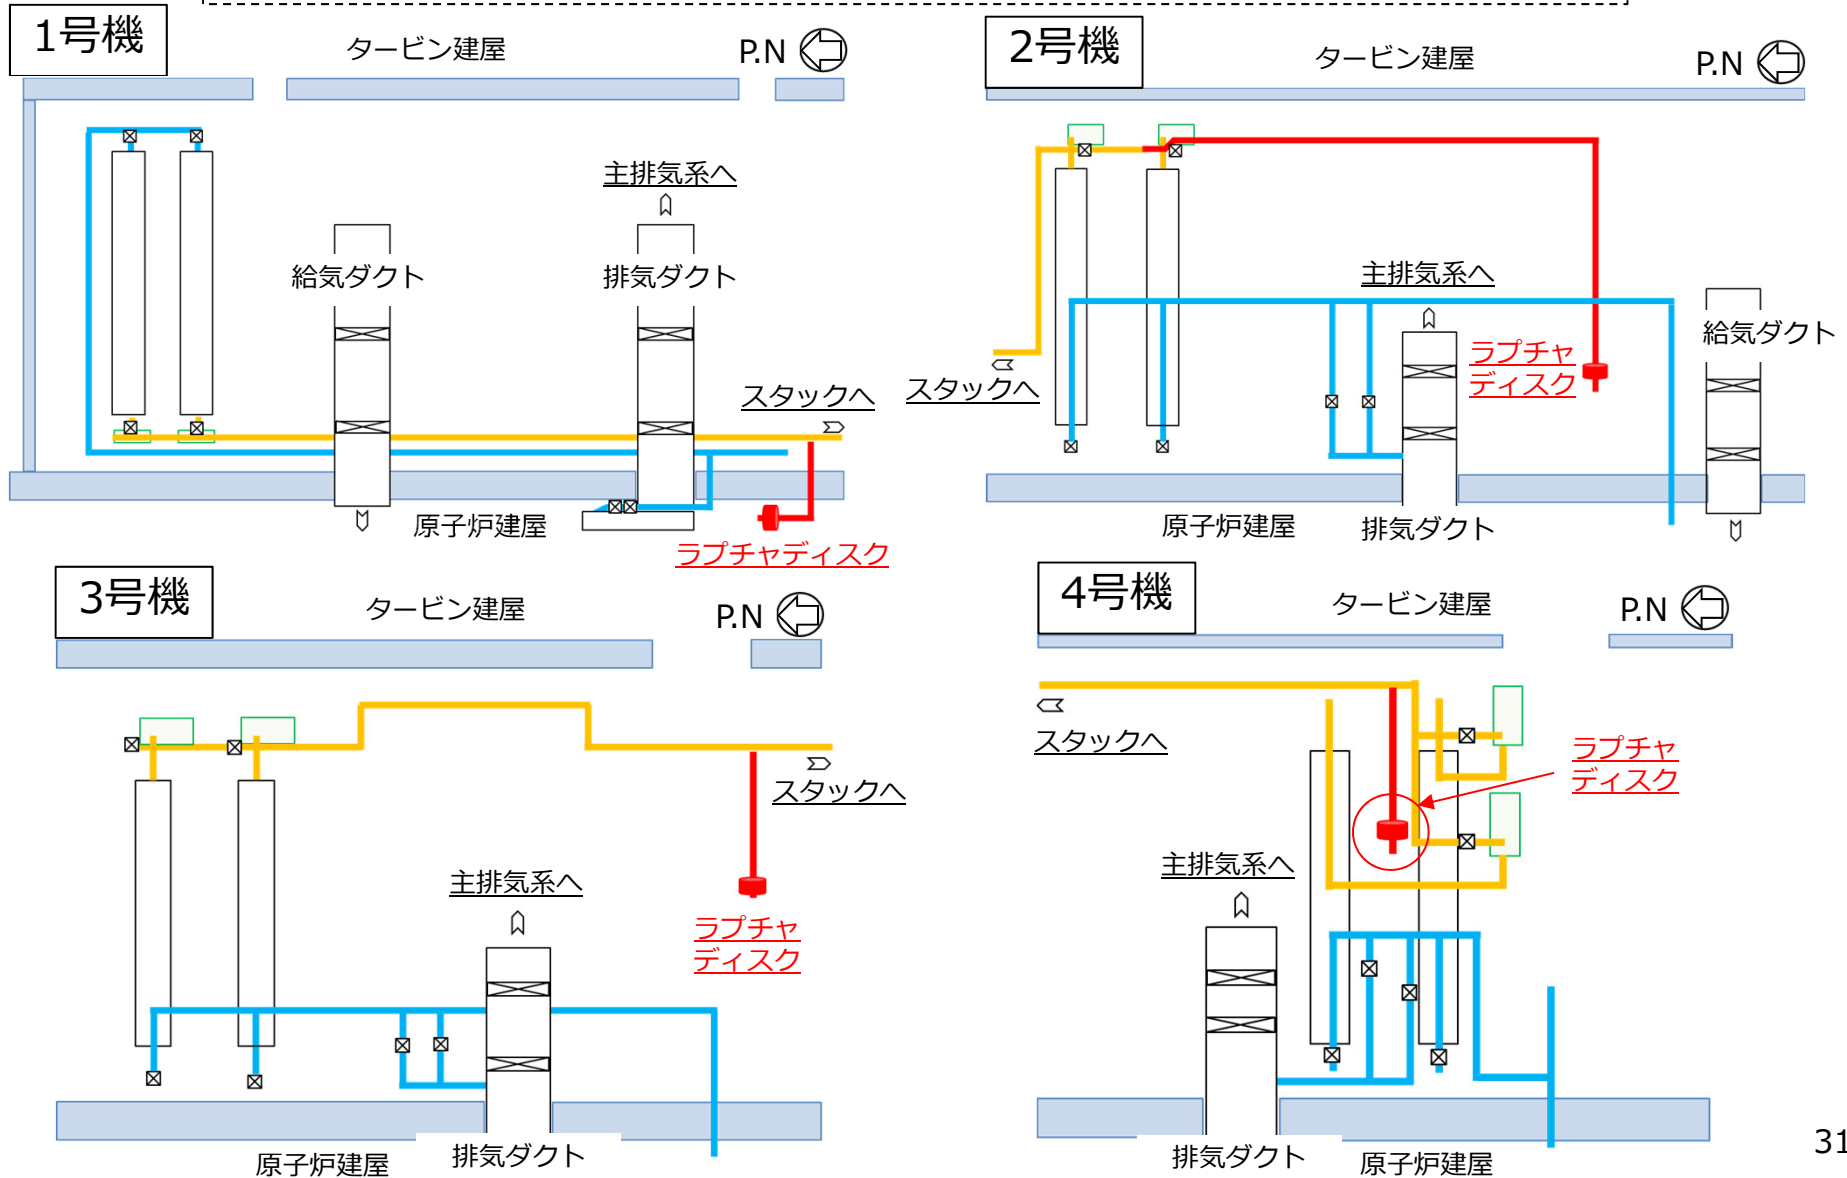 1号機
タービン建屋
P.N
主排気系へ
給気ダクト
排気ダクト
スタックへ
原子炉建屋
ラプチャディスク
2号機
タービン建屋
P.N
主排気系へ
給気ダクト
ラプチャ
ディスク
スタックへ
原子炉建屋
排気ダクト
3号機
タービン建屋
P.N
スタックへ
主排気系へ
ラプチャ
ディスク
排気ダクト
原子炉建屋
4号機
タービン建屋
P.N
スタックへ
ラプチャ
ディスク
主排気系へ
排気ダクト
原子炉建屋
31